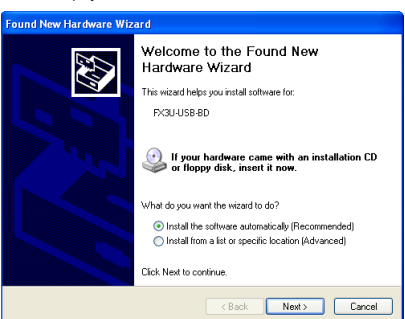 Found New Hardware Wizard
Welcome to the Found New
Hardware Wizard
This wizard helps you install software for:
FX3U-USB-BD
If your hardware came with an installation CD
or floppy disk, insert it now.
What do you want the wizard to do?
Install the software automatically (Recommended)
Install from a list or specific location (Advanced)
Click Next to continue.
< Back
Next >
Cancel